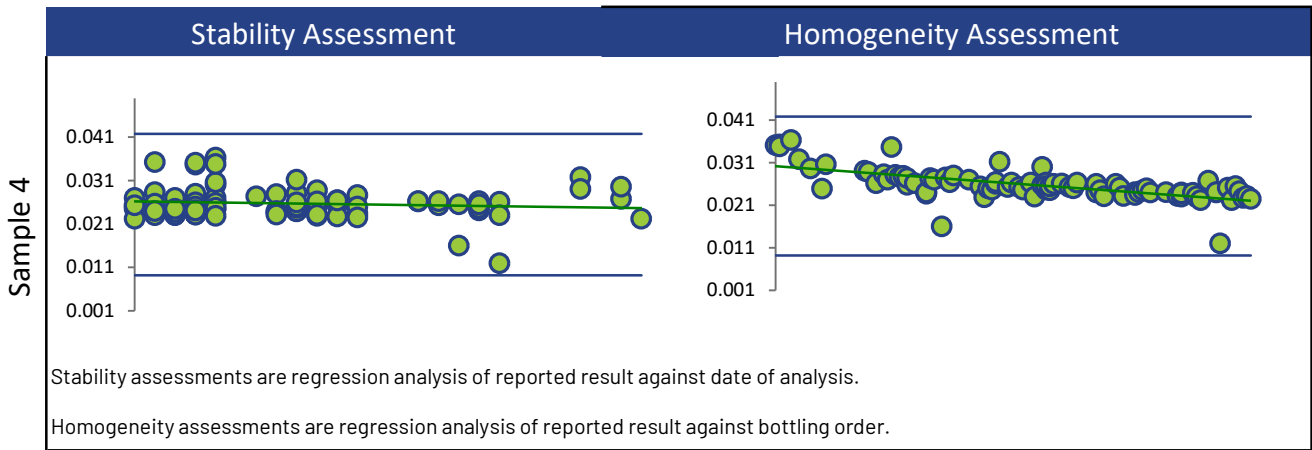 Stability Assessment
Homogeneity Assessment
Sample 4
0.041
0.031
0.021
0.011
0.001
0.041
0.031
0.021
0.011
0.001
Stability assessments are regression analysis of reported result against date of analysis.
Homogeneity assessments are regression analysis of reported result against bottling order.